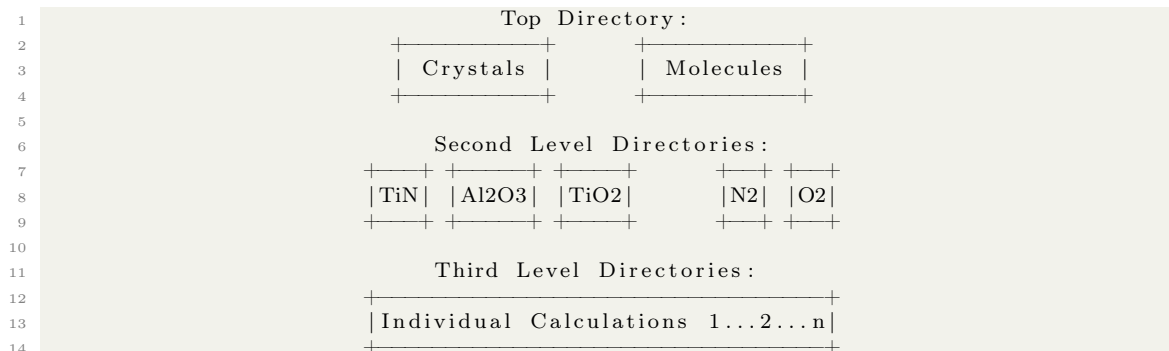 1 Top Directory:
2 +――――――+ +――――――+
3 | Crystals | | Molecules |
4 +――――――+ +――――――+
5
6 Second Level Directories:
7 +――+ +―――+ +――+ +―+ +――+
8 |TiN| |Al2O3| |TiO2| |N2| |O2|
9 +――+ +―――+ +――+ +―+ +――+
10
11 Third Level Directories:
12 +――――――――――――――――――+
13 |Individual Calculations 1...2...n|
14 +――――――――――――――――――+